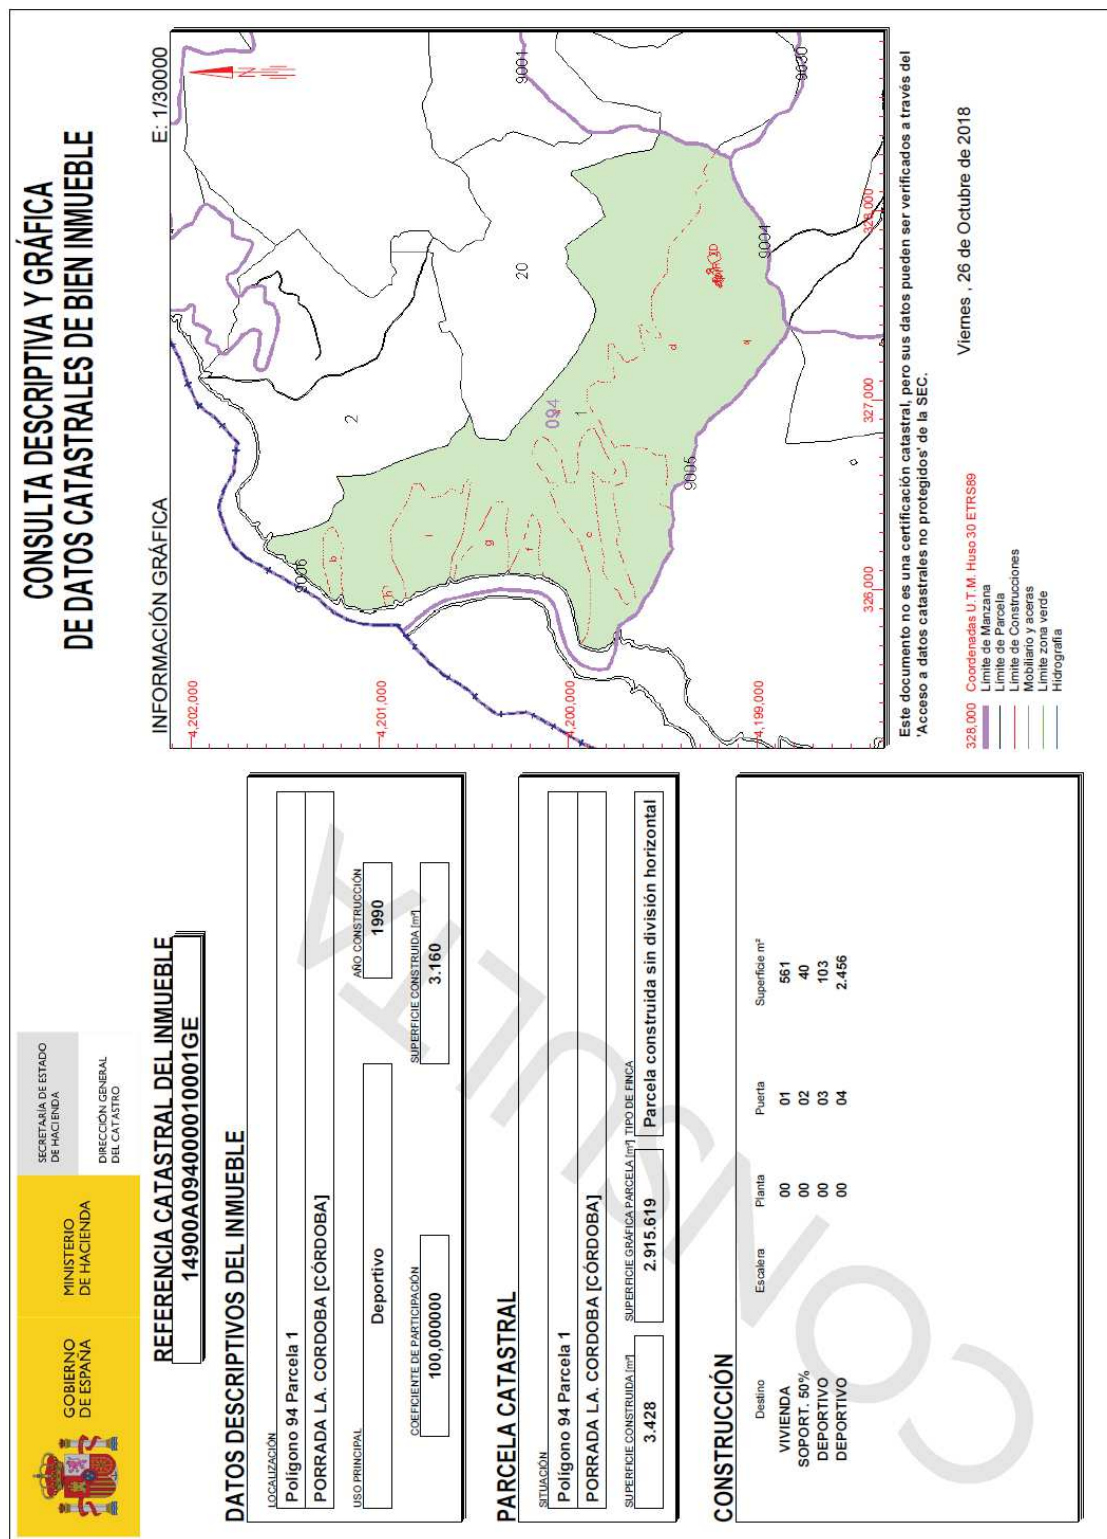 GOBIERNO
DE ESPAÑA
MINISTERIO
DE HACIENDA
SECRETARÍA DE ESTADO
DE HACIENDA
DIRECCIÓN GENERAL
DEL CATASTRO
CONSULTA DESCRIPTIVA Y GRÁFICA
DE DATOS CATASTRALES DE BIEN INMUEBLE
REFERENCIA CATASTRAL DEL INMUEBLE
14900A094000010001GE
DATOS DESCRIPTIVOS DEL INMUEBLE
LOCALIZACIÓN
Polígono 94 Parcela 1
PORRADA LA. CORDOBA [CÓRDOBA]
USO PRINCIPAL
Deportivo
AÑO CONSTRUCCIÓN
1990
COEFICIENTE DE PARTICIPACIÓN
100,000000
SUPERFICIE CONSTRUIDA [m²]
3.160
PARCELA CATASTRAL
SITUACIÓN
Polígono 94 Parcela 1
PORRADA LA. CORDOBA [CÓRDOBA]
SUPERFICIE CONSTRUIDA [m²]
3.428
SUPERFICIE GRÁFICA PARCELA [m²]
2.915.619
TIPO DE FINCA
Parcela construida sin división horizontal
CONSTRUCCIÓN
Destino Escalera Planta Puerta Superficie m²
VIVIENDA 00 01 561
SOPORT. 50% 00 02 40
DEPORTIVO 00 03 103
DEPORTIVO 00 04 2.456
CONSULTA
INFORMACIÓN GRÁFICA E: 1/30000
4,202,000
4,201,000
4,200,000
4,199,000
326,000
327,000
328,000
N
9001
9030
9004
9005
9006
2
20
094
1
b
h
i
g
f
c
d
a
Este documento no es una certificación catastral, pero sus datos pueden ser verificados a través del
'Acceso a datos catastrales no protegidos' de la SEC.
328,000 Coordenadas U.T.M. Huso 30 ETRS89
Límite de Manzana
Límite de Parcela
Límite de Construcciones
Mobiliario y aceras
Límite zona verde
Hidrografía
Viernes , 26 de Octubre de 2018